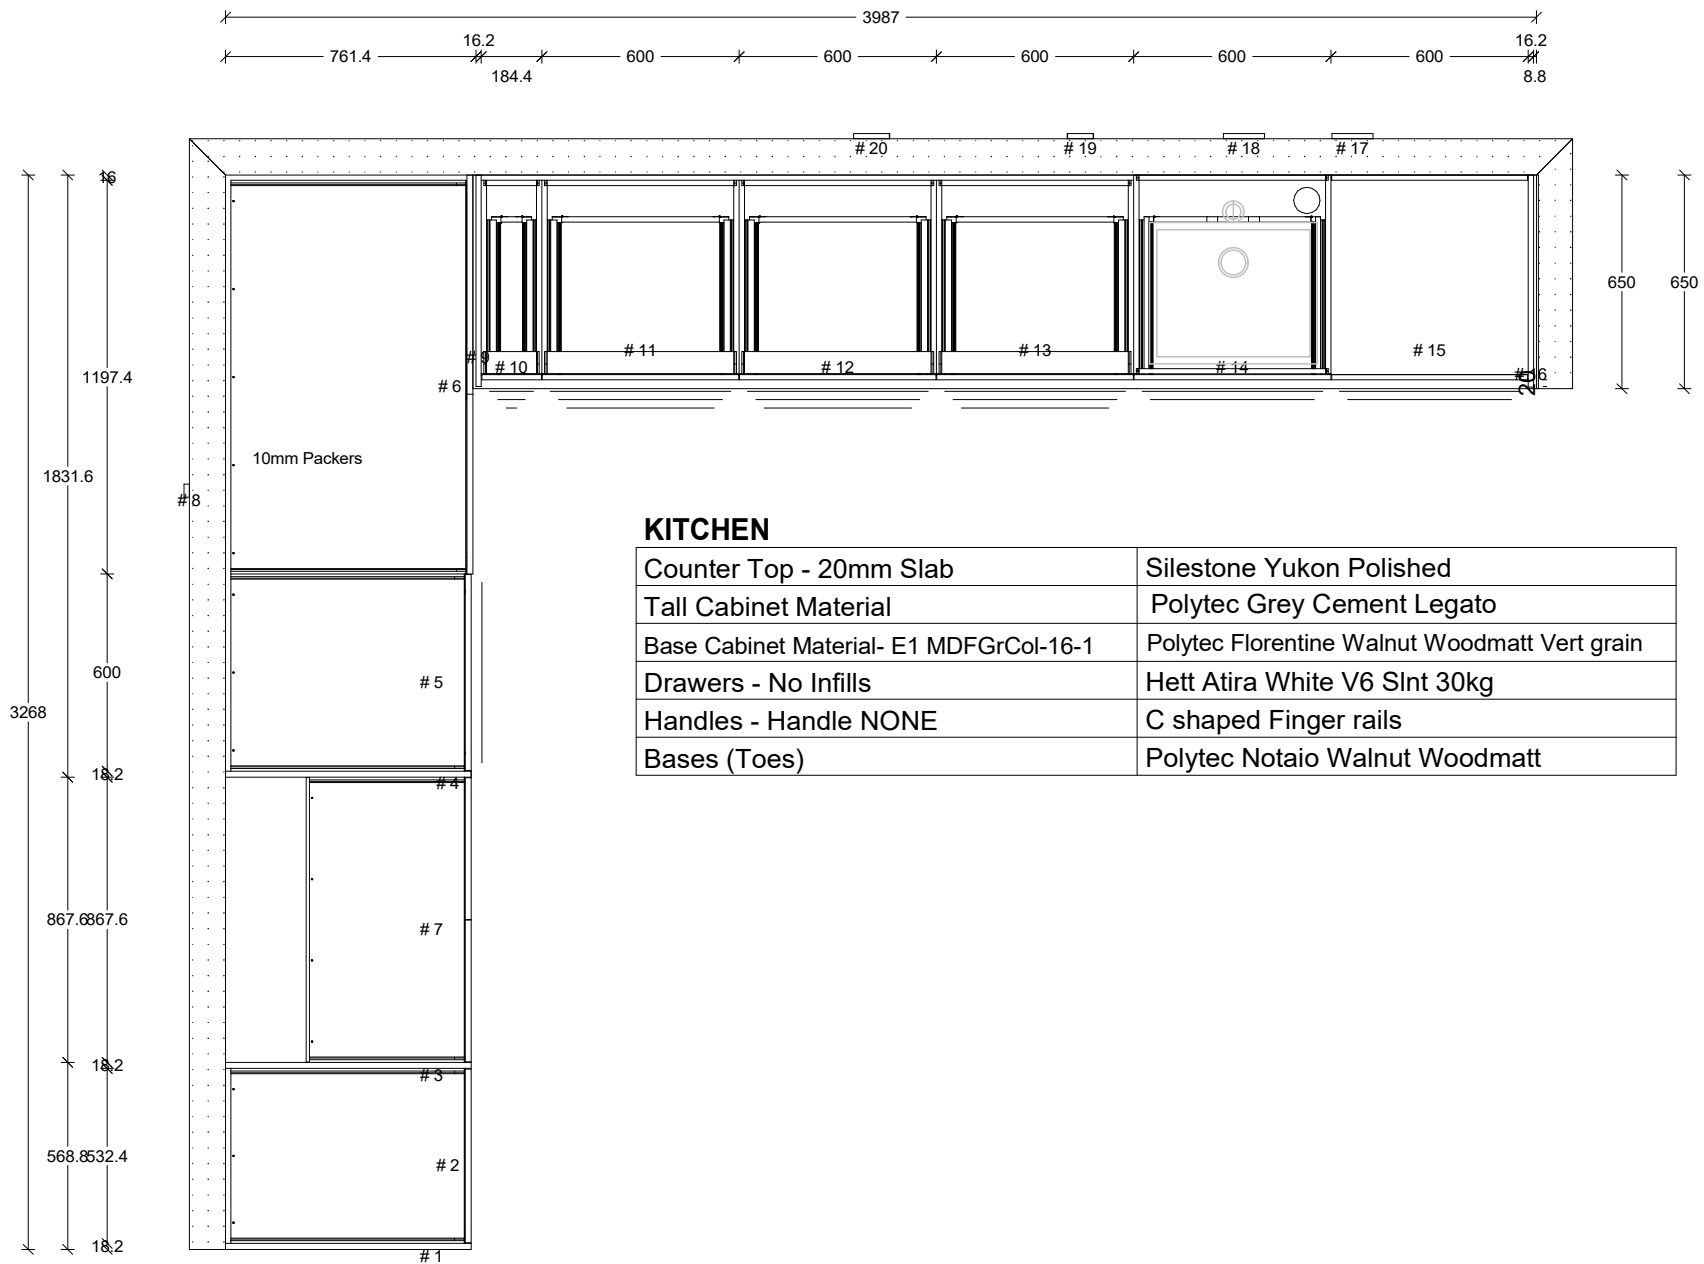 3987
16.2 16.2
761.4 600 600 600 600 600
184.4 8.8
# 20 # 19 # 18 # 17
16
650 650
# 11 # 13 # 15
# 9 # 10 # 12 # 14 # 16
1197.4 # 6 20
10mm Packers
1831.6
# 8
KITCHEN
Counter Top - 20mm Slab Silestone Yukon Polished
Tall Cabinet Material Polytec Grey Cement Legato
Base Cabinet Material- E1 MDFGrCol-16-1 Polytec Florentine Walnut Woodmatt Vert grain
600 # 5 Drawers - No Infills Hett Atira White V6 Slnt 30kg
3268 Handles - Handle NONE C shaped Finger rails
Bases (Toes) Polytec Notaio Walnut Woodmatt
18.2 # 4
867.6 867.6 # 7
18.2 # 3
568.8 532.4 # 2
18.2 # 1